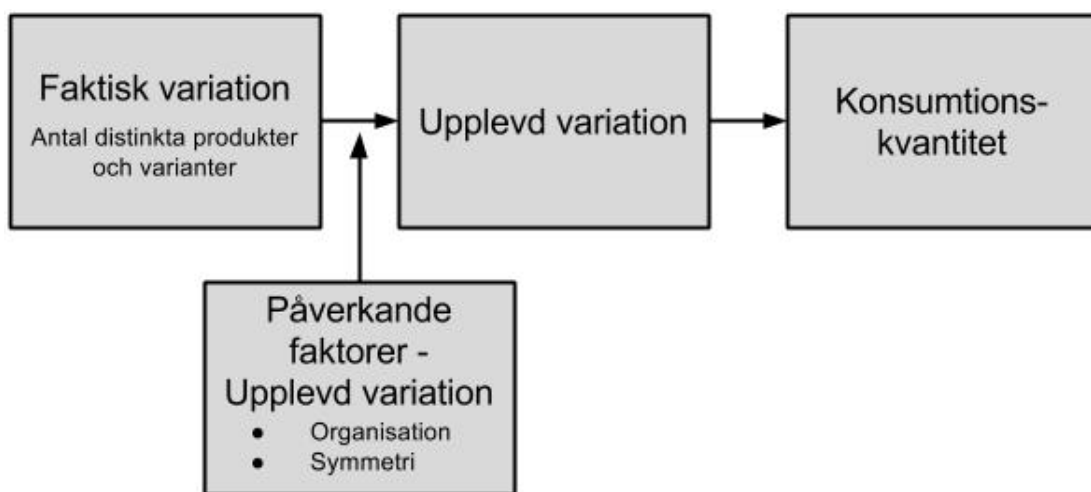 Faktisk variation
Antal distinkta produkter
och varianter
Upplevd variation
Konsumtions-
kvantitet
Påverkande
faktorer -
Upplevd variation
● Organisation
● Symmetri